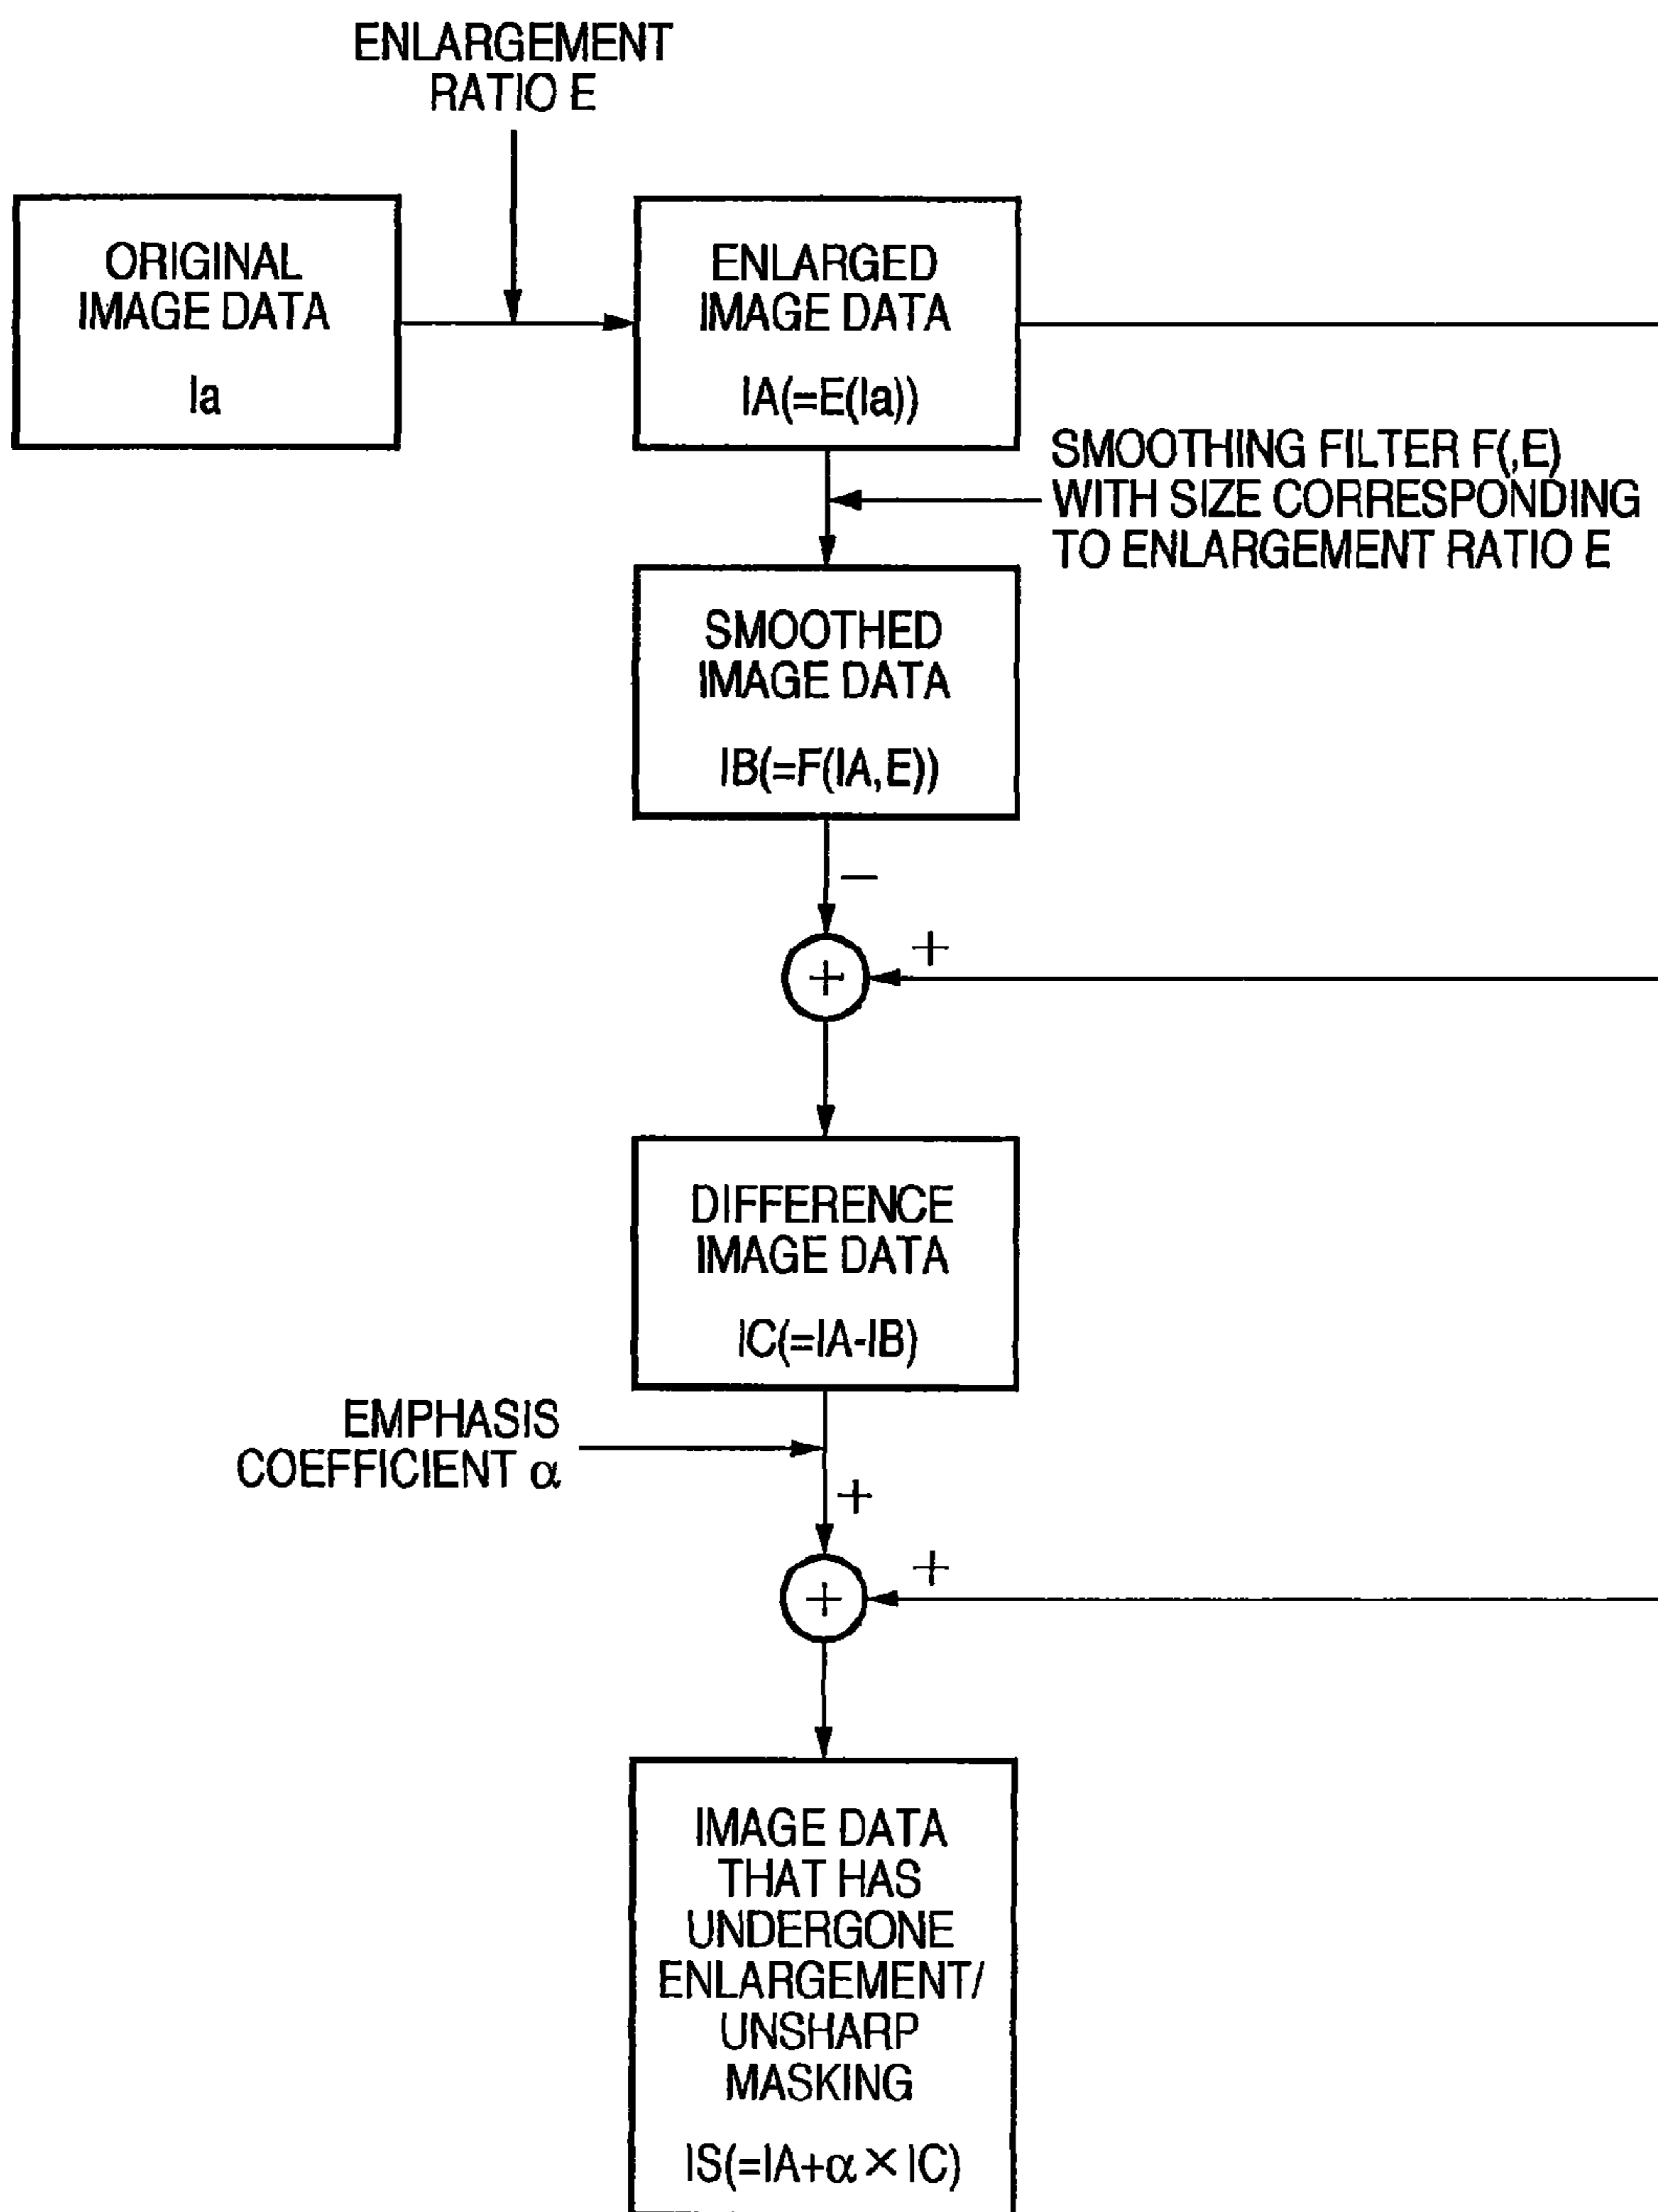 ENLARGEMENT
RATIO E
ORIGINAL
IMAGE DATA
Ia
ENLARGED
IMAGE DATA
IA(=E(Ia))
SMOOTHING FILTER F(,E)
WITH SIZE CORRESPONDING
TO ENLARGEMENT RATIO E
SMOOTHED
IMAGE DATA
IB(=F(IA,E))
−
+
+
DIFFERENCE
IMAGE DATA
IC(=IA-IB)
EMPHASIS
COEFFICIENT α
+
+
+
IMAGE DATA
THAT HAS
UNDERGONE
ENLARGEMENT/
UNSHARP
MASKING
IS(=IA+α×IC)